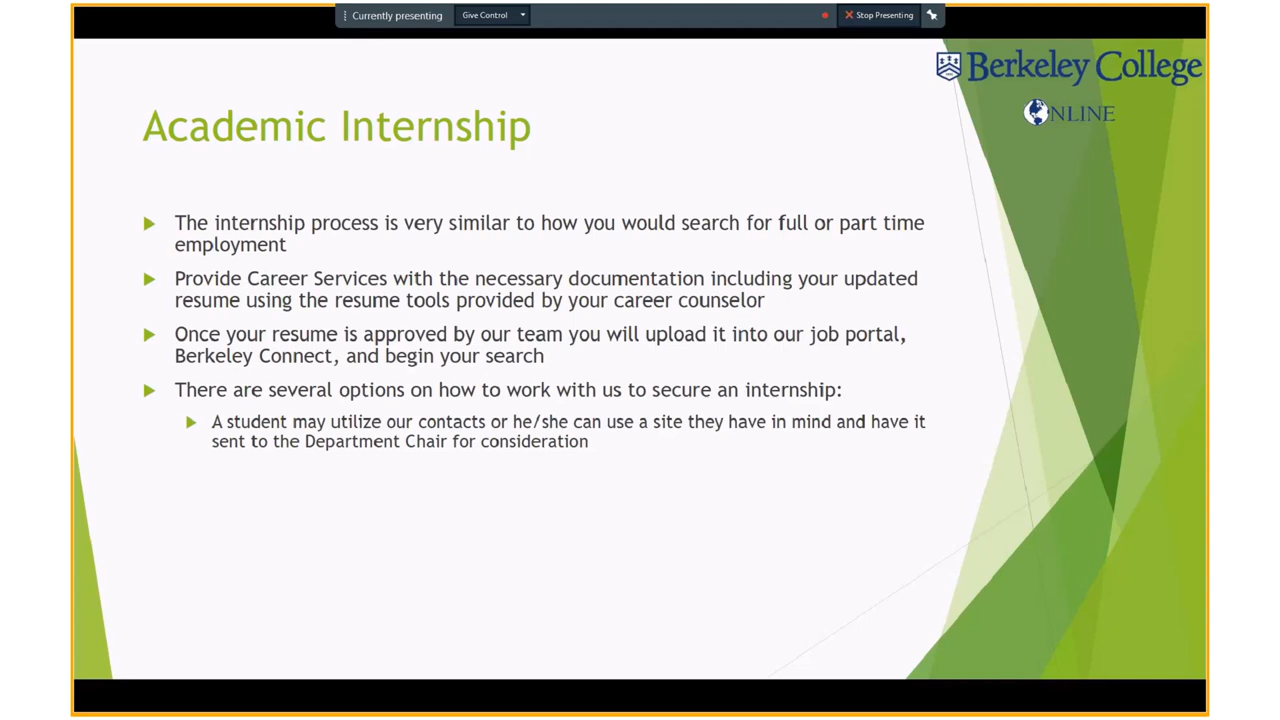 Currently presenting Give Control Stop Presenting
Berkeley College
NLINE
Academic Internship
The internship process is very similar to how you would search for full or part time
employment
Provide Career Services with the necessary documentation including your updated
resume using the resume tools provided by your career counselor
Once your resume is approved by our team you will upload it into our job portal,
Berkeley Connect, and begin your search
There are several options on how to work with us to secure an internship:
A student may utilize our contacts or he/she can use a site they have in mind and have it
sent to the Department Chair for consideration